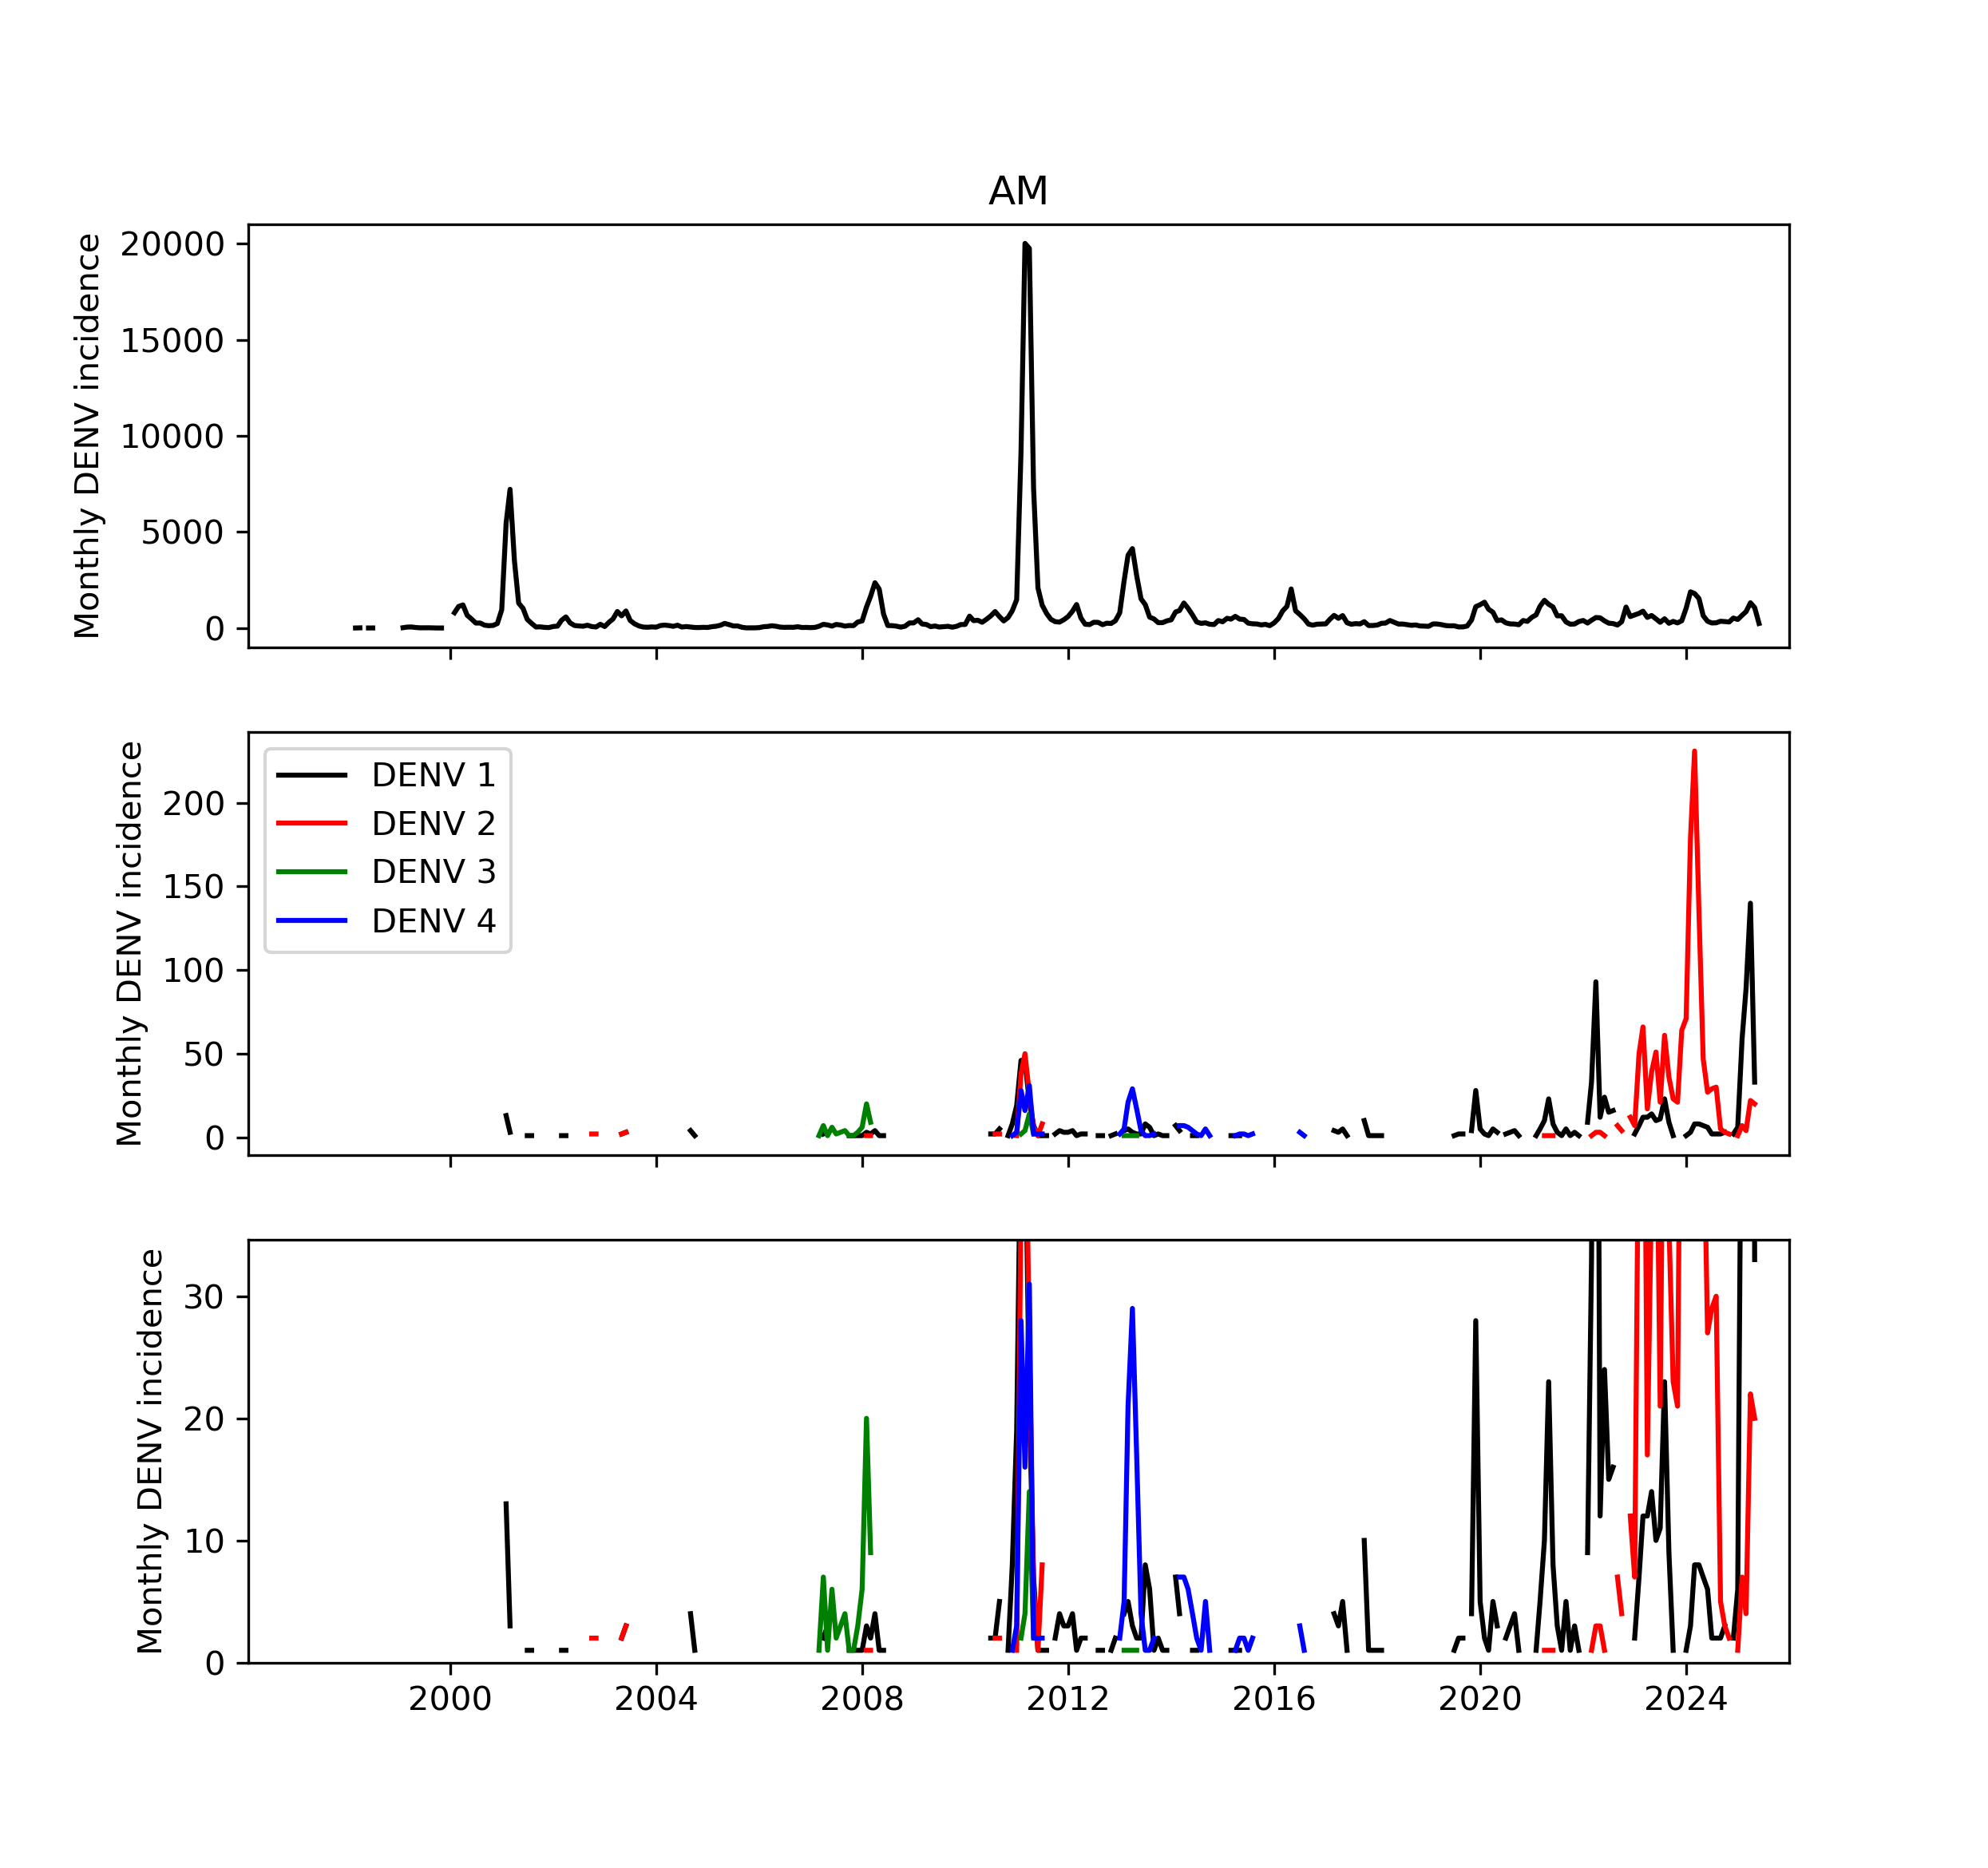 AM
Monthly DENV incidence
20000
15000
10000
5000
0
Monthly DENV incidence
200
150
100
50
0
DENV 1
DENV 2
DENV 3
DENV 4
Monthly DENV incidence
30
20
10
0
2000 2004 2008 2012 2016 2020 2024